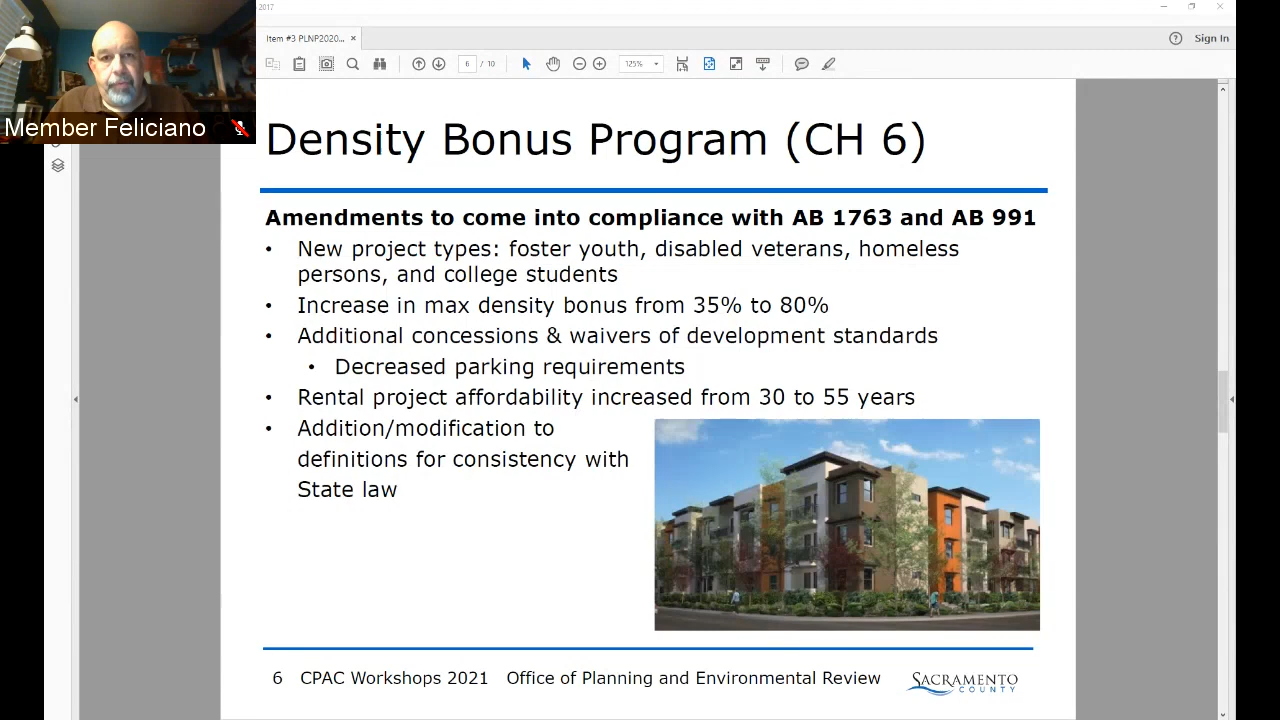 2017
Item #3 PLNP2020... ×
Sign In
6 / 10
125%
Member Feliciano
Density Bonus Program (CH 6)
Amendments to come into compliance with AB 1763 and AB 991
• New project types: foster youth, disabled veterans, homeless
persons, and college students
• Increase in max density bonus from 35% to 80%
• Additional concessions & waivers of development standards
• Decreased parking requirements
• Rental project affordability increased from 30 to 55 years
• Addition/modification to
definitions for consistency with
State law
6 CPAC Workshops 2021 Office of Planning and Environmental Review
SACRAMENTO
COUNTY